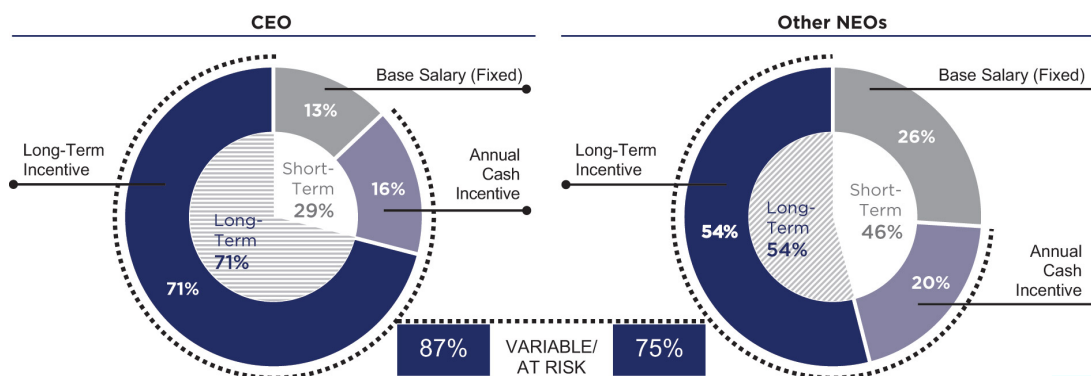 CEO
Base Salary (Fixed)
13%
Long-Term
Incentive
Annual
Cash
Incentive
16%
Short-
Term
29%
Long-
Term
71%
71%
Other NEOs
Base Salary (Fixed)
26%
Long-Term
Incentive
Short-
Term
46%
Long-
Term
54%
54%
Annual
Cash
Incentive
20%
87%
VARIABLE/
AT RISK
75%